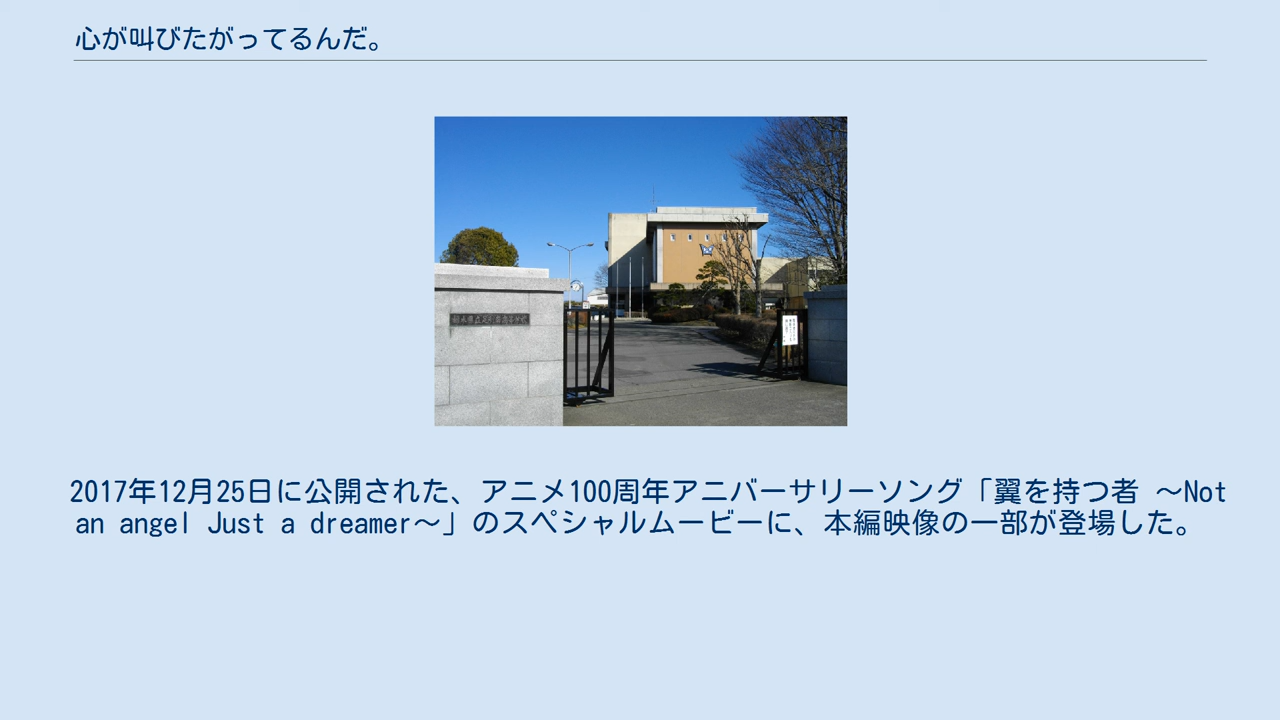 心が叫びたがってるんだ。
2017年12月25日に公開された、アニメ100周年アニバーサリーソング「翼を持つ者 〜Not
an angel Just a dreamer〜」のスペシャルムービーに、本編映像の一部が登場した。